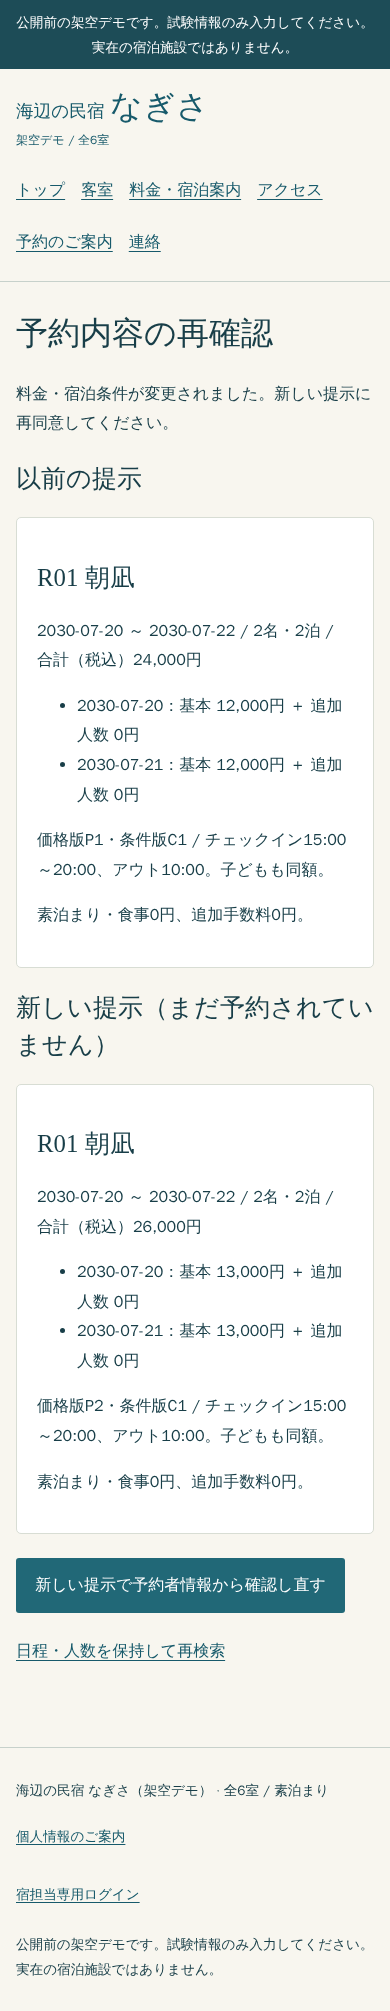 公開前の架空デモです。試験情報のみ入力してください。
実在の宿泊施設ではありません。
海辺の民宿 なぎさ
架空デモ / 全6室
トップ 客室 料金・宿泊案内 アクセス
予約のご案内 連絡
予約内容の再確認
料金・宿泊条件が変更されました。新しい提示に
再同意してください。
以前の提示
R01 朝凪
2030-07-20 ～ 2030-07-22 / 2名・2泊 /
合計（税込）24,000円
• 2030-07-20：基本 12,000円 ＋ 追加
人数 0円
• 2030-07-21：基本 12,000円 ＋ 追加
人数 0円
価格版P1・条件版C1 / チェックイン15:00
～20:00、アウト10:00。子どもも同額。
素泊まり・食事0円、追加手数料0円。
新しい提示（まだ予約されてい
ません）
R01 朝凪
2030-07-20 ～ 2030-07-22 / 2名・2泊 /
合計（税込）26,000円
• 2030-07-20：基本 13,000円 ＋ 追加
人数 0円
• 2030-07-21：基本 13,000円 ＋ 追加
人数 0円
価格版P2・条件版C1 / チェックイン15:00
～20:00、アウト10:00。子どもも同額。
素泊まり・食事0円、追加手数料0円。
新しい提示で予約者情報から確認し直す
日程・人数を保持して再検索
海辺の民宿 なぎさ（架空デモ） · 全6室 / 素泊まり
個人情報のご案内
宿担当専用ログイン
公開前の架空デモです。試験情報のみ入力してください。
実在の宿泊施設ではありません。